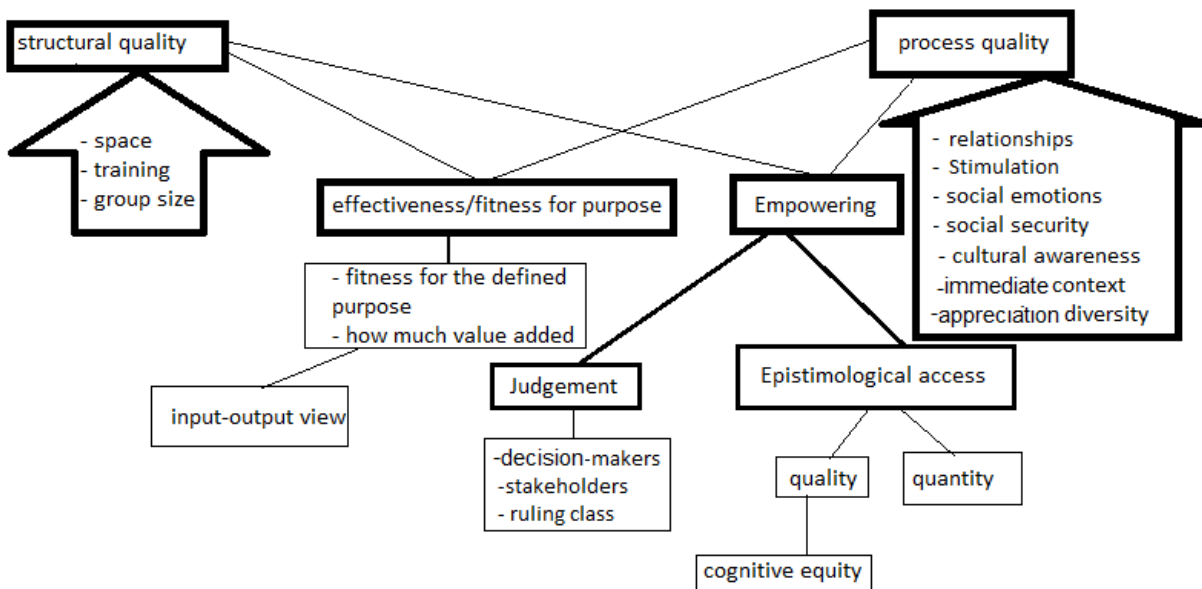 structural quality
process quality
- space
- training
- group size
- relationships
- Stimulation
- social emotions
- social security
- cultural awareness
-immediate context
-appreciation diversity
effectiveness/fitness for purpose
Empowering
- fitness for the defined
purpose
- how much value added
Judgement
Epistimological access
input-output view
-decision-makers
-stakeholders
- ruling class
quality
quantity
cognitive equity